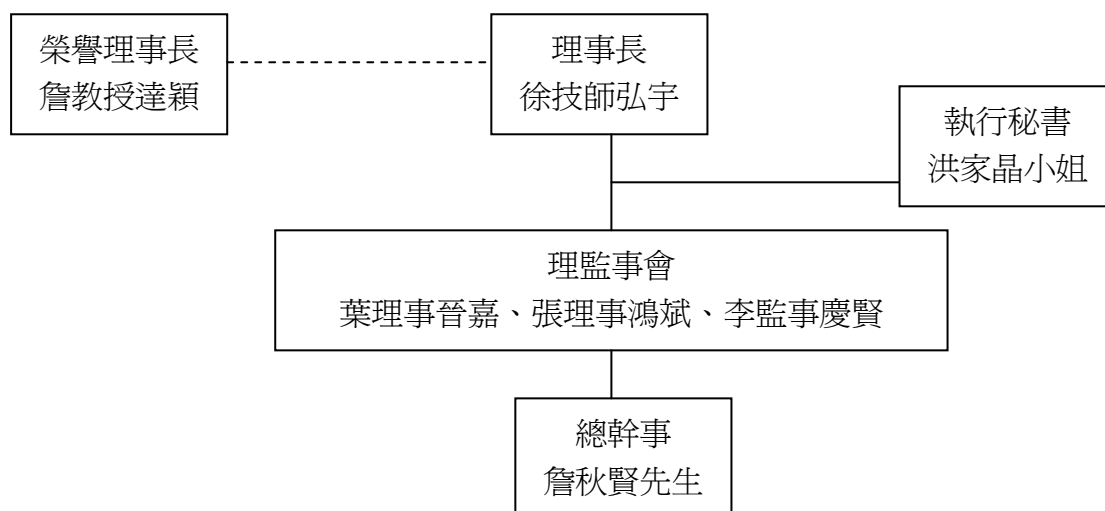 榮譽理事長
詹教授達穎
理事長
徐技師弘宇
執行秘書
洪家晶小姐
理監事會
葉理事晉嘉、張理事鴻斌、李監事慶賢
總幹事
詹秋賢先生